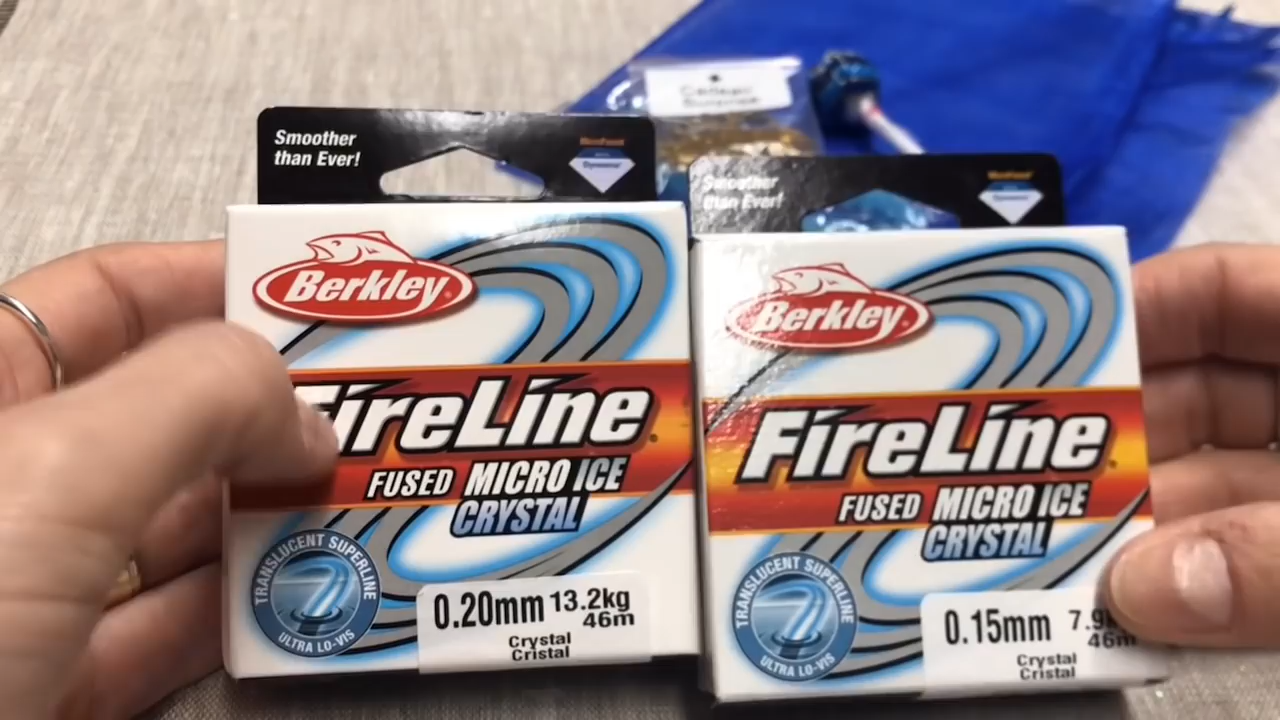 Smoother
than Ever!
Berkley
FireLine
FUSED MICRO ICE
CRYSTAL
TRANSLUCENT SUPERLINE
ULTRA LO-VIS
0.20mm 13.2kg
46m
Crystal
Cristal
Smoother
than Ever!
Berkley
FireLine
FUSED MICRO ICE
CRYSTAL
TRANSLUCENT SUPERLINE
ULTRA LO-VIS
0.15mm 7.9
46m
Crystal
Cristal